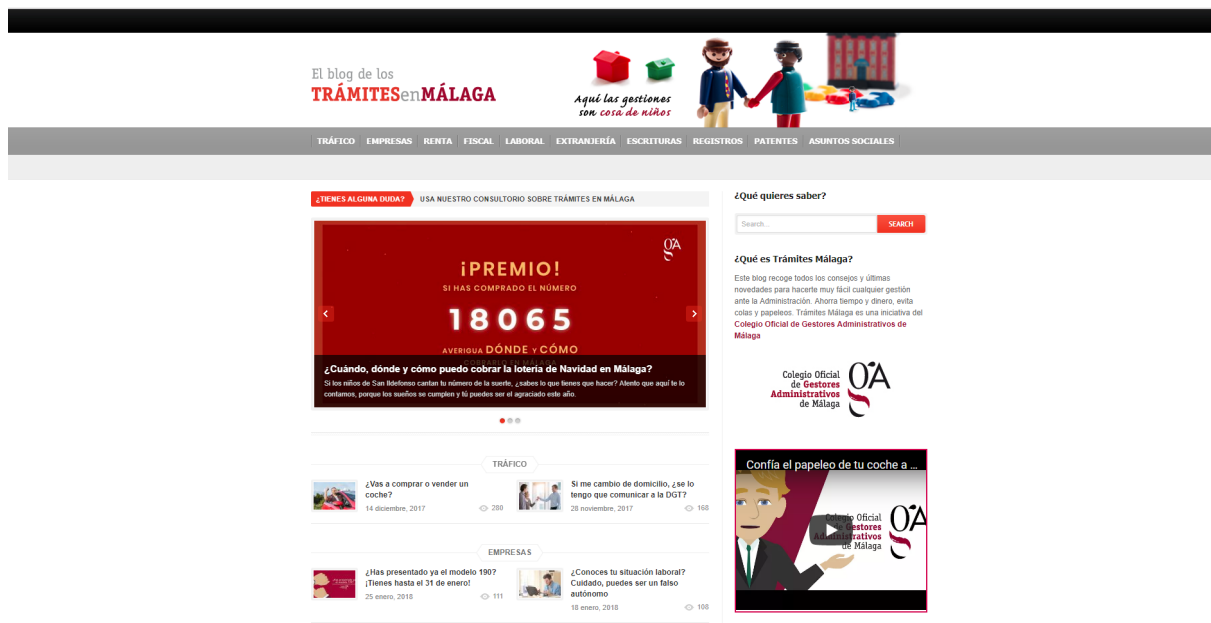 El blog de los
TRÁMITESenMÁLAGA
Aquí las gestiones
son cosa de niños
TRÁFICO EMPRESAS RENTA FISCAL LABORAL EXTRANJERÍA ESCRITURAS REGISTROS PATENTES ASUNTOS SOCIALES
¿TIENES ALGUNA DUDA? USA NUESTRO CONSULTORIO SOBRE TRÁMITES EN MÁLAGA
gA
¡PREMIO!
SI HAS COMPRADO EL NÚMERO
18065
AVERIGUA DÓNDE Y CÓMO
COBRARLO EN MÁLAGA
¿Cuándo, dónde y cómo puedo cobrar la lotería de Navidad en Málaga?
Si los niños de San Ildefonso cantan tu número de la suerte, ¿sabes lo que tienes que hacer? Alento que aquí te lo
contamos, porque los sueños se cumplen y tú puedes ser el agraciado este año.
TRÁFICO
¿Vas a comprar o vender un
coche?
14 diciembre, 2017 280
Si me cambio de domicilio, ¿se lo
tengo que comunicar a la DGT?
28 noviembre, 2017 168
EMPRESAS
¿Has presentado ya el modelo 190?
¡Tienes hasta el 31 de enero!
25 enero, 2018 111
¿Conoces tu situación laboral?
Cuidado, puedes ser un falso
autónomo
18 enero, 2018 108
¿Qué quieres saber?
Search... SEARCH
¿Qué es Trámites Málaga?
Este blog recoge todos los consejos y últimas
novedades para hacerte muy fácil cualquier gestión
ante la Administración. Ahorra tiempo y dinero, evita
colas y papeleos. Trámites Málaga es una iniciativa del
Colegio Oficial de Gestores Administrativos de
Málaga
Colegio Oficial
de Gestores
Administrativos
de Málaga
gA
Confía el papeleo de tu coche a ...
Colegio Oficial
de Gestores
Administrativos
de Málaga
gA